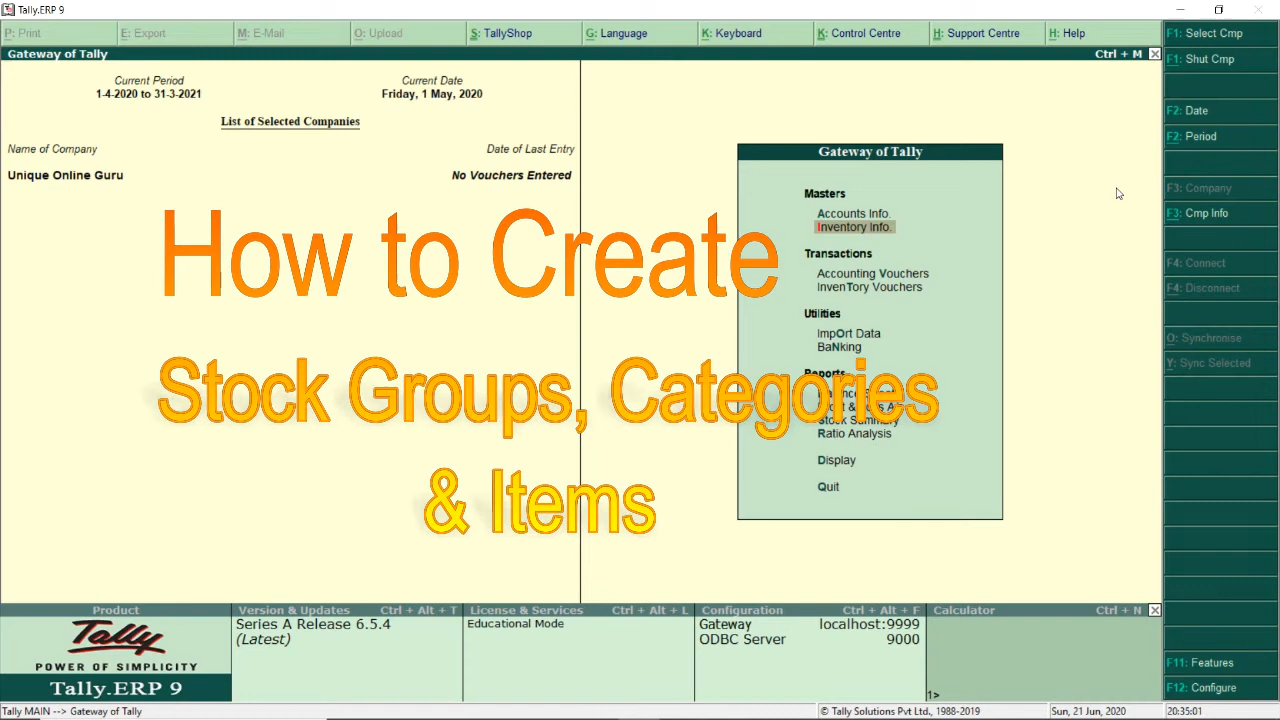 Tally.ERP 9
P: Print
E: Export
M: E-Mail
O: Upload
S: TallyShop
G: Language
K: Keyboard
K: Control Centre
H: Support Centre
H: Help
Gateway of Tally
Ctrl + M
Current Period
1-4-2020 to 31-3-2021
Current Date
Friday, 1 May, 2020
List of Selected Companies
Name of Company
Date of Last Entry
Unique Online Guru
No Vouchers Entered
How to Create
Stock Groups, Categories
& Items
Gateway of Tally
Masters
Accounts Info.
Inventory Info.
Transactions
Accounting Vouchers
InvenTory Vouchers
Utilities
ImpOrt Data
BaNking
Reports
Stock Summary
Ratio Analysis
Display
Quit
F1: Select Cmp
F1: Shut Cmp
F2: Date
F2: Period
F3: Company
F3: Cmp Info
F4: Connect
F4: Disconnect
O: Synchronise
Y: Sync Selected
F11: Features
F12: Configure
Product
Tally
POWER OF SIMPLICITY
Tally.ERP 9
Version & Updates
Ctrl + Alt + T
Series A Release 6.5.4
(Latest)
License & Services
Ctrl + Alt + L
Educational Mode
Configuration
Ctrl + Alt + F
Gateway
localhost:9999
ODBC Server
9000
Calculator
Ctrl + N
1>
Tally MAIN --> Gateway of Tally
© Tally Solutions Pvt Ltd., 1988-2019
Sun, 21 Jun, 2020
20:35:01